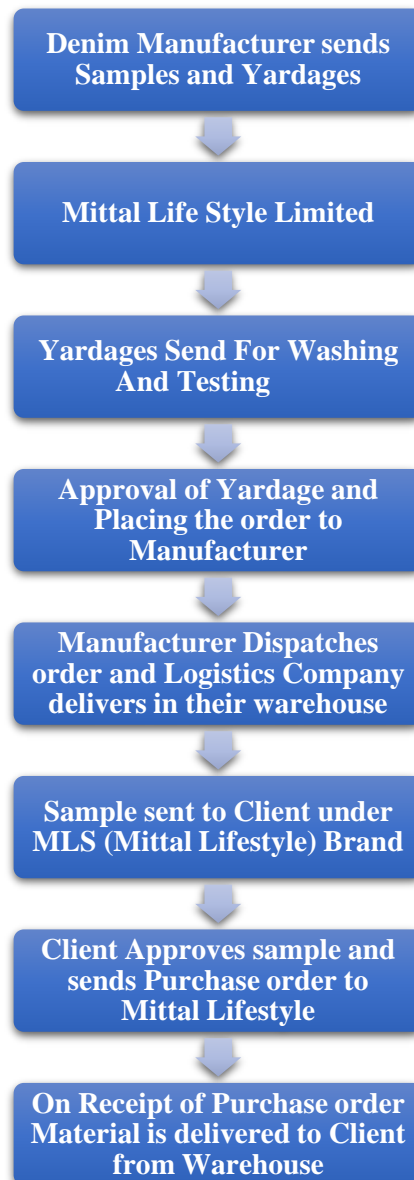 Denim Manufacturer sends
Samples and Yardages
Mittal Life Style Limited
Yardages Send For Washing
And Testing
Approval of Yardage and
Placing the order to
Manufacturer
Manufacturer Dispatches
order and Logistics Company
delivers in their warehouse
Sample sent to Client under
MLS (Mittal Lifestyle) Brand
Client Approves sample and
sends Purchase order to
Mittal Lifestyle
On Receipt of Purchase order
Material is delivered to Client
from Warehouse